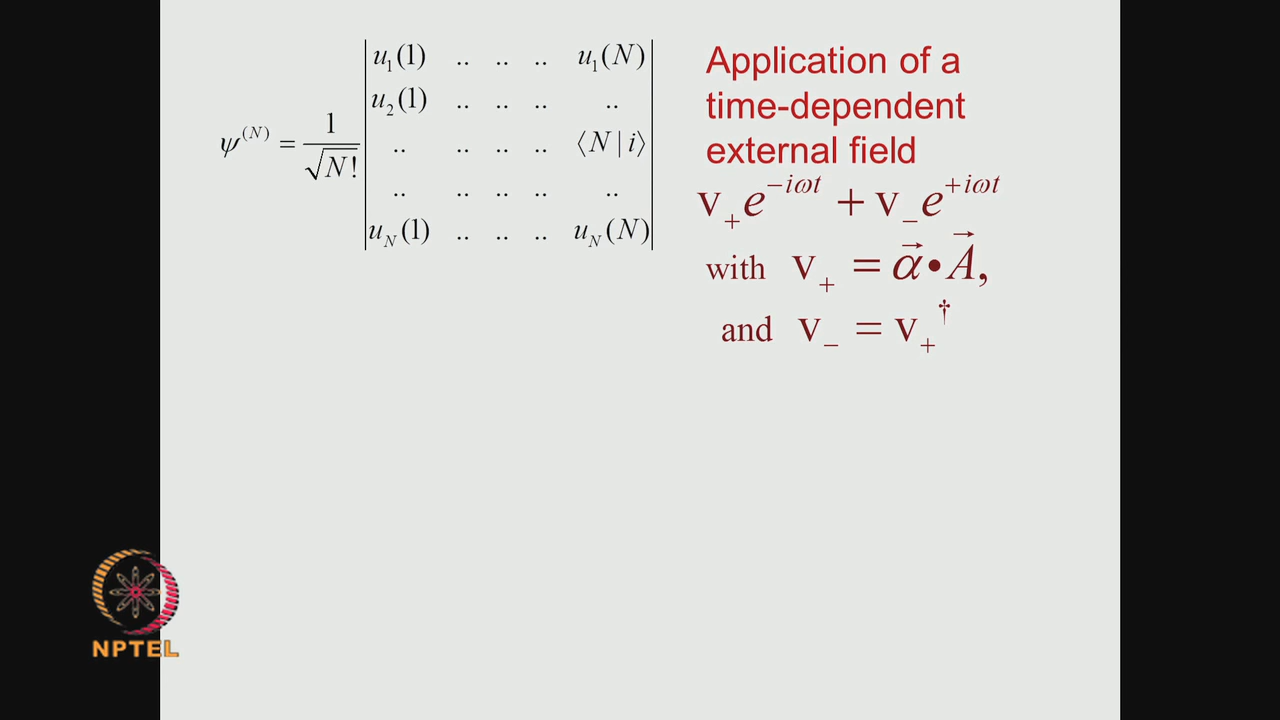 ψ^(N) = 1/√N! | u₁(1) .. .. .. u₁(N) |
| u₂(1) .. .. .. .. |
| .. .. .. .. ⟨N | i⟩ |
| .. .. .. .. .. |
| u_N(1) .. .. .. u_N(N) |
Application of a
time-dependent
external field
v₊e^{−iωt} + v₋e^{+iωt}
with v₊ = α⃗ • A⃗,
and v₋ = v₊†
NPTEL